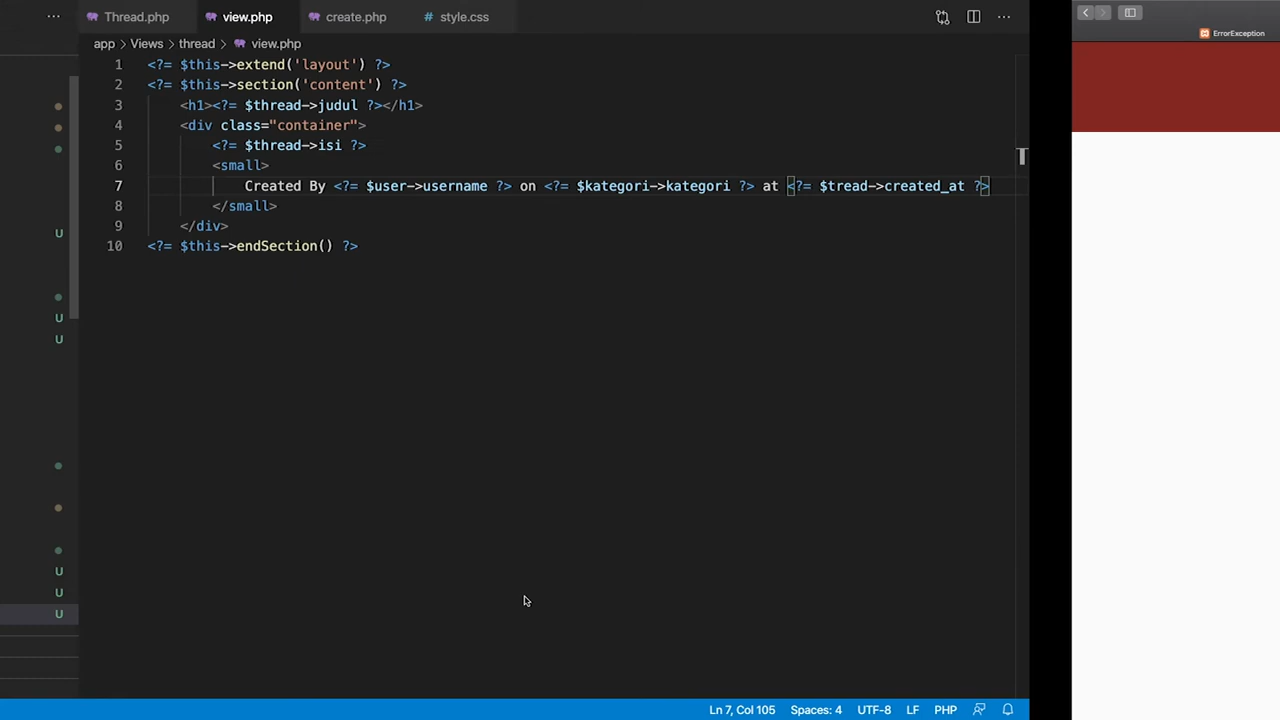 Thread.php view.php create.php # style.css
ErrorException
app > Views > thread > view.php
1 <?= $this->extend('layout') ?>
2 <?= $this->section('content') ?>
3 <h1><?= $thread->judul ?></h1>
4 <div class="container">
5 <?= $thread->isi ?>
6 <small>
7 Created By <?= $user->username ?> on <?= $kategori->kategori ?> at <?= $tread->created_at ?>
8 </small>
9 </div>
10 <?= $this->endSection() ?>
U
U
U
U
U
U
Ln 7, Col 105 Spaces: 4 UTF-8 LF PHP